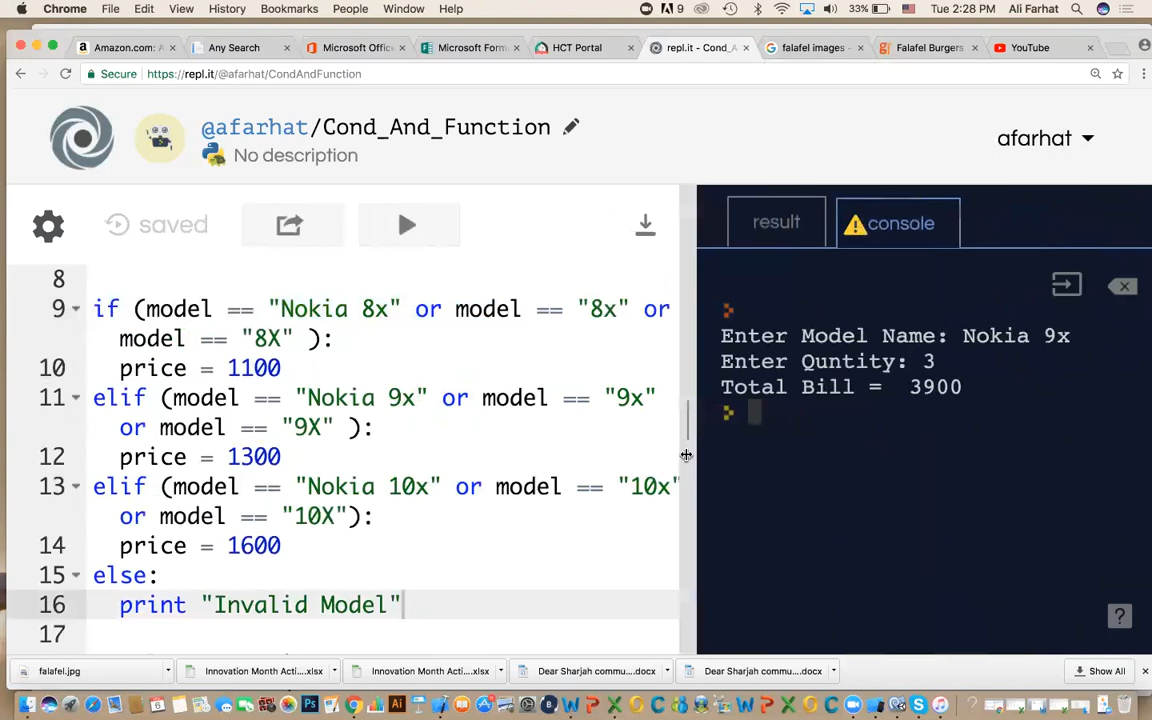 Chrome File Edit View History Bookmarks People Window Help 9 33% Tue 2:28 PM Ali Farhat
Amazon.com: A Any Search Microsoft Offic Microsoft Form HCT Portal repl.it - Cond_A falafel images - Falafel Burgers YouTube
Secure https://repl.it/@afarhat/CondAndFunction
@afarhat/Cond_And_Function
No description
afarhat
saved
result
console
8
9 if (model == "Nokia 8x" or model == "8x" or
model == "8X" ):
10 price = 1100
11 elif (model == "Nokia 9x" or model == "9x"
or model == "9X" ):
12 price = 1300
13 elif (model == "Nokia 10x" or model == "10x"
or model == "10X"):
14 price = 1600
15 else:
16 print "Invalid Model"
17
Enter Model Name: Nokia 9x
Enter Quntity: 3
Total Bill = 3900
?
falafel.jpg Innovation Month Acti....xlsx Innovation Month Acti....xlsx Dear Sharjah commu....docx Dear Sharjah commu....docx Show All